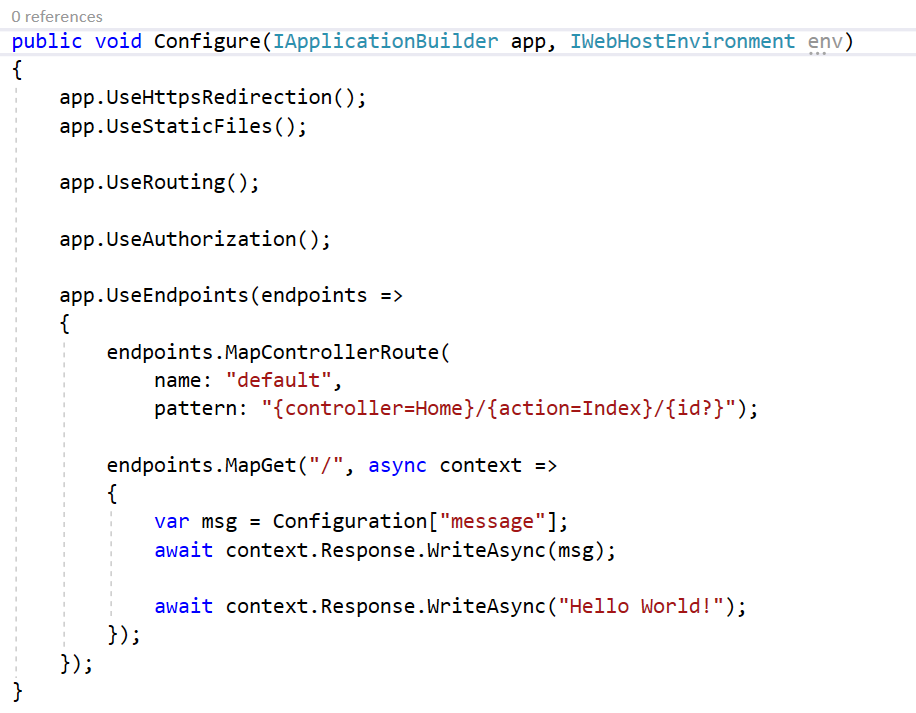 0 references
public void Configure(IApplicationBuilder app, IWebHostEnvironment env)
{
    app.UseHttpsRedirection();
    app.UseStaticFiles();

    app.UseRouting();

    app.UseAuthorization();

    app.UseEndpoints(endpoints =>
    {
        endpoints.MapControllerRoute(
            name: "default",
            pattern: "{controller=Home}/{action=Index}/{id?}");

        endpoints.MapGet("/", async context =>
        {
            var msg = Configuration["message"];
            await context.Response.WriteAsync(msg);

            await context.Response.WriteAsync("Hello World!");
        });
    });
}